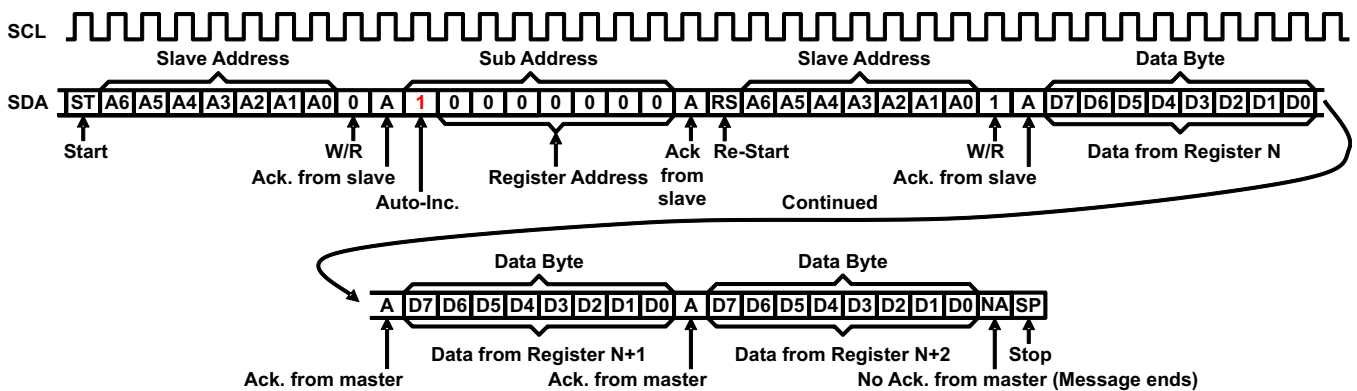 SCL
Slave Address Sub Address Slave Address Data Byte
SDA ST A6 A5 A4 A3 A2 A1 A0 0 A 1 0 0 0 0 0 0 0 A RS A6 A5 A4 A3 A2 A1 A0 1 A D7 D6 D5 D4 D3 D2 D1 D0
Start W/R Ack Re-Start W/R Data from Register N
Ack. from slave Register Address from Ack. from slave
Auto-Inc. slave Continued
Data Byte Data Byte
A D7 D6 D5 D4 D3 D2 D1 D0 A D7 D6 D5 D4 D3 D2 D1 D0 NA SP
Data from Register N+1 Data from Register N+2 Stop
Ack. from master Ack. from master No Ack. from master (Message ends)